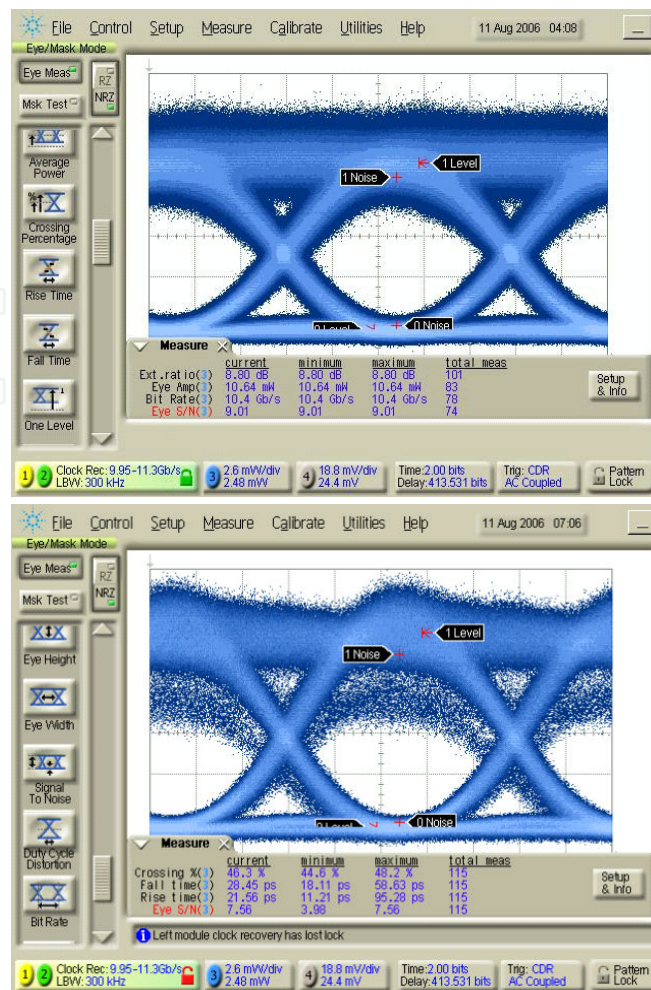 File Control Setup Measure Calibrate Utilities Help 11 Aug 2006 04:08
Eye/Mask Mode
Eye Meas
RZ
NRZ
Msk Test
Average
Power
Crossing
Percentage
Rise Time
Fall Time
One Level
1 Level
1 Noise
0 Level
0 Noise
Measure
current minimum maximum total meas
Ext.ratio(3) 8.80 dB 8.80 dB 8.80 dB 101
Eye Amp(3) 10.64 mW 10.64 mW 10.64 mW 83
Bit Rate(3) 10.4 Gb/s 10.4 Gb/s 10.4 Gb/s 78
Eye S/N(3) 9.01 9.01 9.01 74
Setup
& Info
1 2 Clock Rec: 9.95-11.3Gb/s 3 2.6 mW/div 4 18.8 mV/div Time:2.00 bits Trig: CDR Pattern
LBW: 300 kHz 2.48 mW 24.4 mV Delay:413.531 bits AC Coupled Lock
File Control Setup Measure Calibrate Utilities Help 11 Aug 2006 07:06
Eye/Mask Mode
Eye Meas
RZ
NRZ
Msk Test
Eye Height
Eye Width
Signal
To Noise
Duty Cycle
Distortion
Bit Rate
1 Level
1 Noise
0 Noise
Measure
current minimum maximum total meas
Crossing %(3) 46.3 % 44.6 % 48.2 % 115
Fall time(3) 28.45 ps 18.11 ps 58.63 ps 115
Rise time(3) 21.56 ps 11.21 ps 95.28 ps 115
Eye S/N(3) 7.56 3.98 7.56 115
Setup
& Info
Left module clock recovery has lost lock
1 2 Clock Rec: 9.95-11.3Gb/s 3 2.6 mW/div 4 18.8 mV/div Time:2.00 bits Trig: CDR Pattern
LBW: 300 kHz 2.48 mW 24.4 mV Delay:413.531 bits AC Coupled Lock